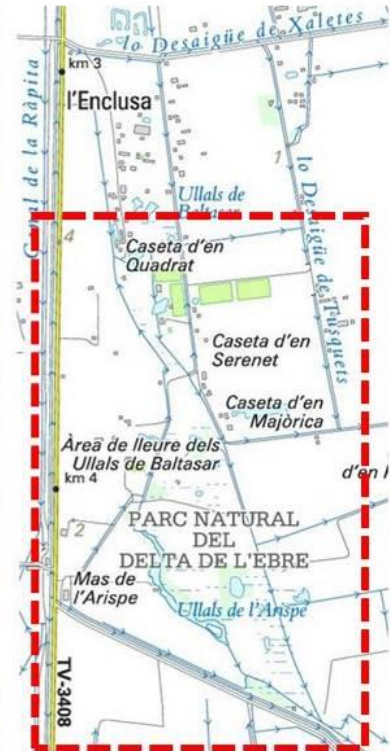 lo Desaigüe de Xaletes
km 3
l'Enclusa
Canal de la Ràpita
1
Ullals de
Baltasar
lo Desaigüe de Tusquets
4
Caseta d'en
Quadrat
Caseta d'en
Serenet
Caseta d'en
Majòrica
Àrea de lleure dels
Ullals de Baltasar
km 4
d'en
2
PARC NATURAL
DEL
DELTA DE L'EBRE
Mas de
l'Arispe
Ullals de l'Arispe
TV-3408